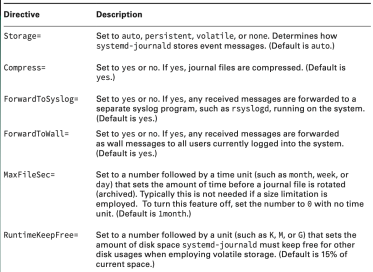 Directive Description
Storage= Set to auto, persistent, volatile, or none. Determines how
systemd-journald stores event messages. (Default is auto.)
Compress= Set to yes or no. If yes, journal files are compressed. (Default is
yes.)
ForwardToSyslog= Set to yes or no. If yes, any received messages are forwarded to a
separate syslog program, such as rsyslogd, running on the system.
(Default is yes.)
ForwardToWall= Set to yes or no. If yes, any received messages are forwarded
as wall messages to all users currently logged into the system.
(Default is yes.)
MaxFileSec= Set to a number followed by a time unit (such as month, week, or
day) that sets the amount of time before a journal file is rotated
(archived). Typically this is not needed if a size limitation is
employed. To turn this feature off, set the number to 0 with no time
unit. (Default is 1month.)
RuntimeKeepFree= Set to a number followed by a unit (such as K, M, or G) that sets the
amount of disk space systemd-journald must keep free for other
disk usages when employing volatile storage. (Default is 15% of
current space.)